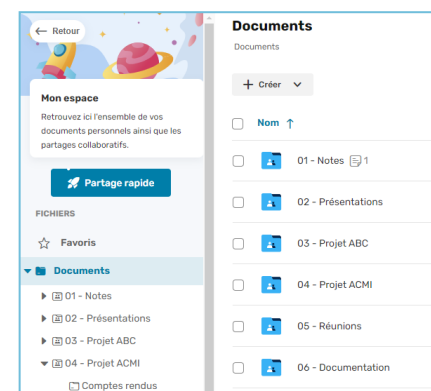 ← Retour
Mon espace
Retrouvez ici l'ensemble de vos
documents personnels ainsi que les
partages collaboratifs.
Partage rapide
FICHIERS
Favoris
Documents
01 - Notes
02 - Présentations
03 - Projet ABC
04 - Projet ACMI
Comptes rendus
Documents
Documents
+ Créer
Nom ↑
01 - Notes 1
02 - Présentations
03 - Projet ABC
04 - Projet ACMI
05 - Réunions
06 - Documentation